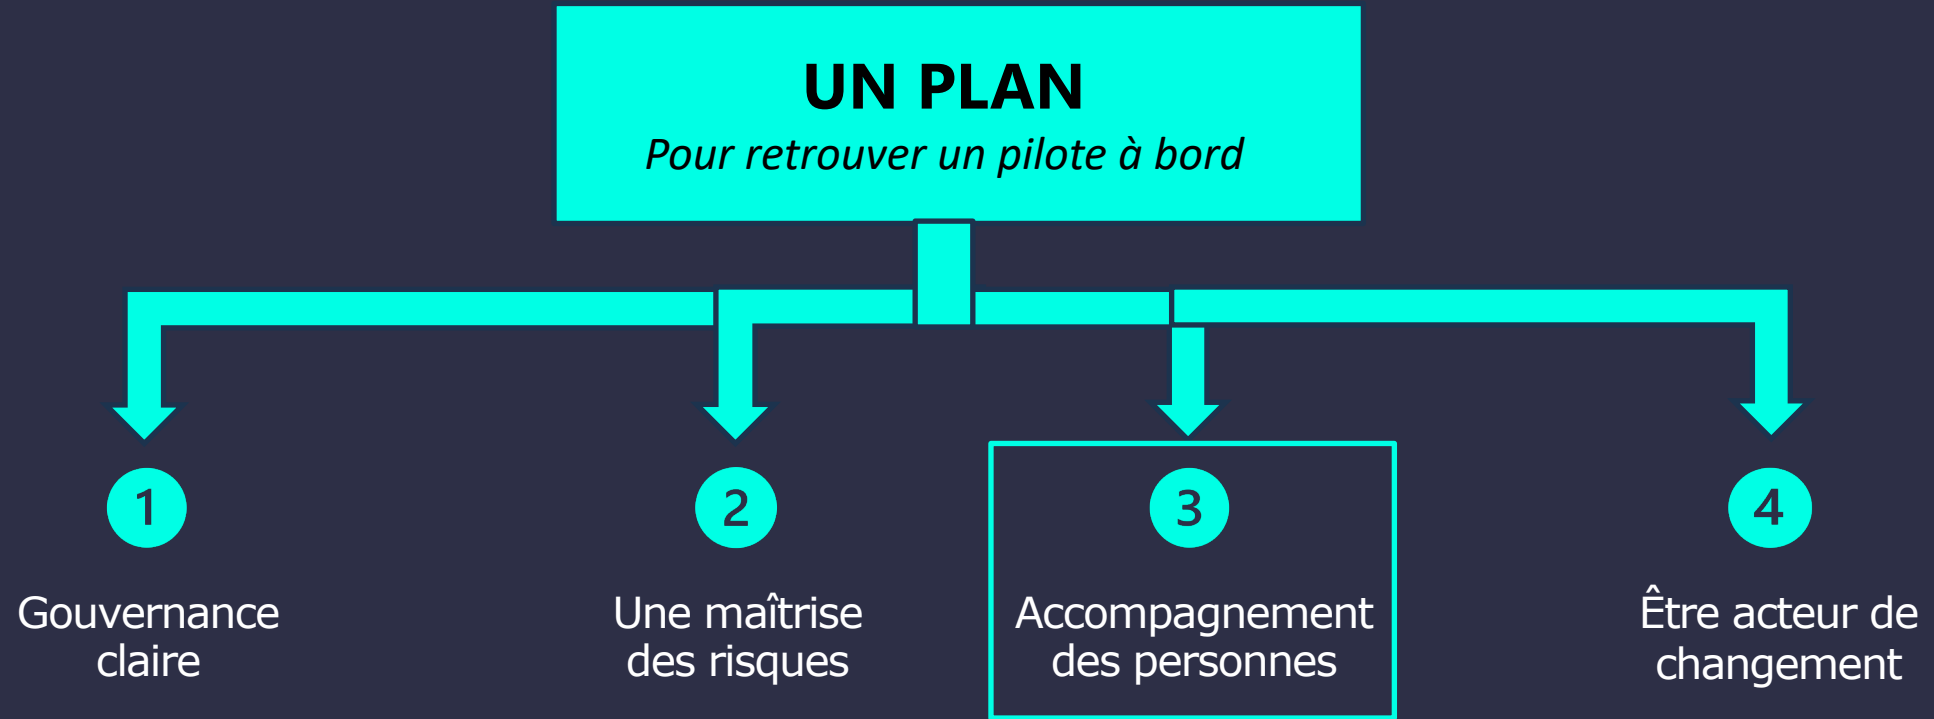 UN PLAN
Pour retrouver un pilote à bord
1
2
3
4
Gouvernance
claire
Une maîtrise
des risques
Accompagnement
des personnes
Être acteur de
changement